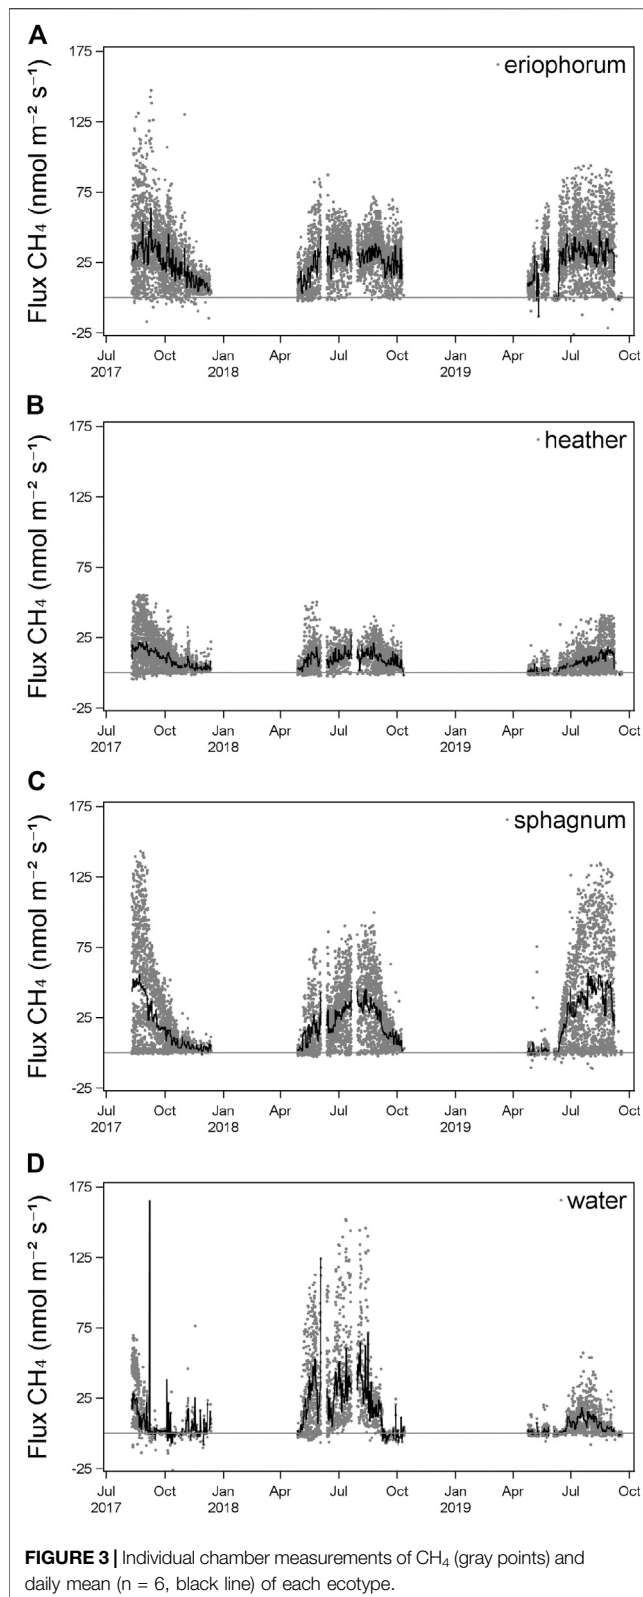 A
175
125
75
25
-25
Flux CH₄ (nmol m⁻² s⁻¹)
eriophorum
Jul Oct Jan Apr Jul Oct Jan Apr Jul Oct
2017 2018 2019
B
175
125
75
25
-25
Flux CH₄ (nmol m⁻² s⁻¹)
heather
Jul Oct Jan Apr Jul Oct Jan Apr Jul Oct
2017 2018 2019
C
175
125
75
25
-25
Flux CH₄ (nmol m⁻² s⁻¹)
sphagnum
Jul Oct Jan Apr Jul Oct Jan Apr Jul Oct
2017 2018 2019
D
175
125
75
25
-25
Flux CH₄ (nmol m⁻² s⁻¹)
water
Jul Oct Jan Apr Jul Oct Jan Apr Jul Oct
2017 2018 2019
FIGURE 3 | Individual chamber measurements of CH₄ (gray points) and
daily mean (n = 6, black line) of each ecotype.